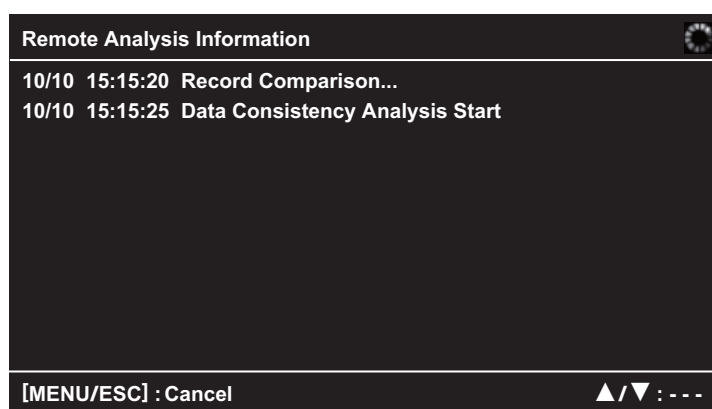 Remote Analysis Information
10/10 15:15:20 Record Comparison...
10/10 15:15:25 Data Consistency Analysis Start
[MENU/ESC] : Cancel ▲/▼ : - - -